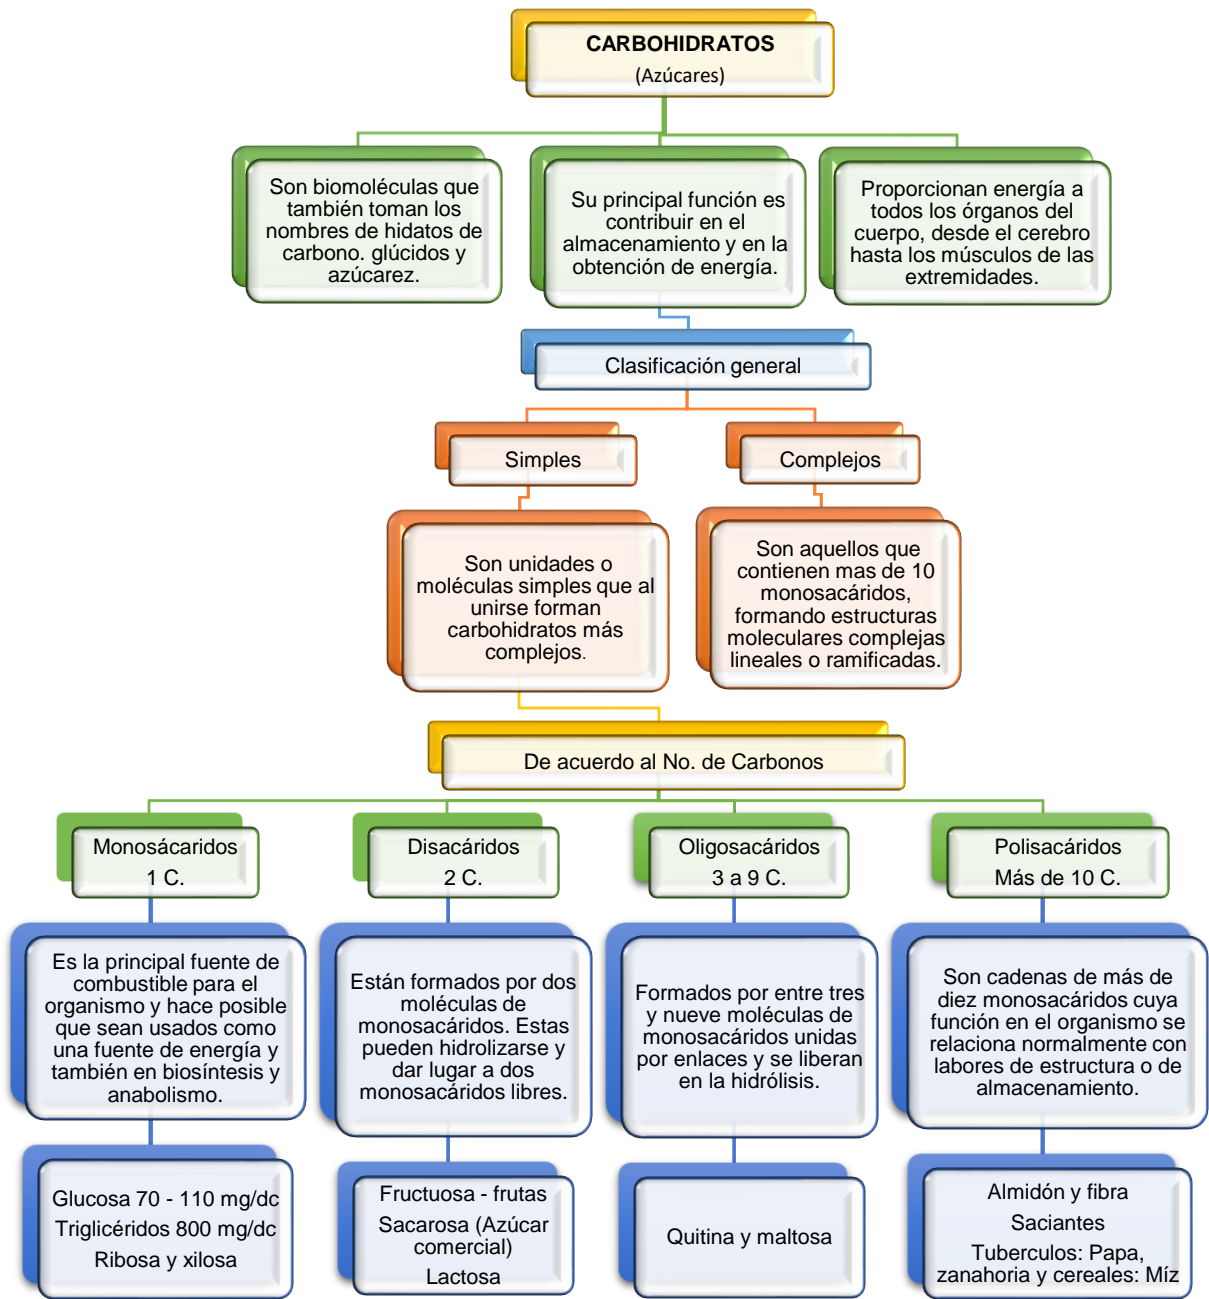 CARBOHIDRATOS
(Azúcares)
Son biomoléculas que
también toman los
nombres de hidatos de
carbono. glúcidos y
azúcarez.
Su principal función es
contribuir en el
almacenamiento y en la
obtención de energía.
Proporcionan energía a
todos los órganos del
cuerpo, desde el cerebro
hasta los músculos de las
extremidades.
Clasificación general
Simples
Complejos
Son unidades o
moléculas simples que al
unirse forman
carbohidratos más
complejos.
Son aquellos que
contienen mas de 10
monosacáridos,
formando estructuras
moleculares complejas
lineales o ramificadas.
De acuerdo al No. de Carbonos
Monosácaridos
1 C.
Disacáridos
2 C.
Oligosacáridos
3 a 9 C.
Polisacáridos
Más de 10 C.
Es la principal fuente de
combustible para el
organismo y hace posible
que sean usados como
una fuente de energía y
también en biosíntesis y
anabolismo.
Están formados por dos
moléculas de
monosacáridos. Estas
pueden hidrolizarse y
dar lugar a dos
monosacáridos libres.
Formados por entre tres
y nueve moléculas de
monosacáridos unidas
por enlaces y se liberan
en la hidrólisis.
Son cadenas de más de
diez monosacáridos cuya
función en el organismo se
relaciona normalmente con
labores de estructura o de
almacenamiento.
Glucosa 70 - 110 mg/dc
Triglicéridos 800 mg/dc
Ribosa y xilosa
Fructuosa - frutas
Sacarosa (Azúcar
comercial)
Lactosa
Quitina y maltosa
Almidón y fibra
Saciantes
Tuberculos: Papa,
zanahoria y cereales: Míz